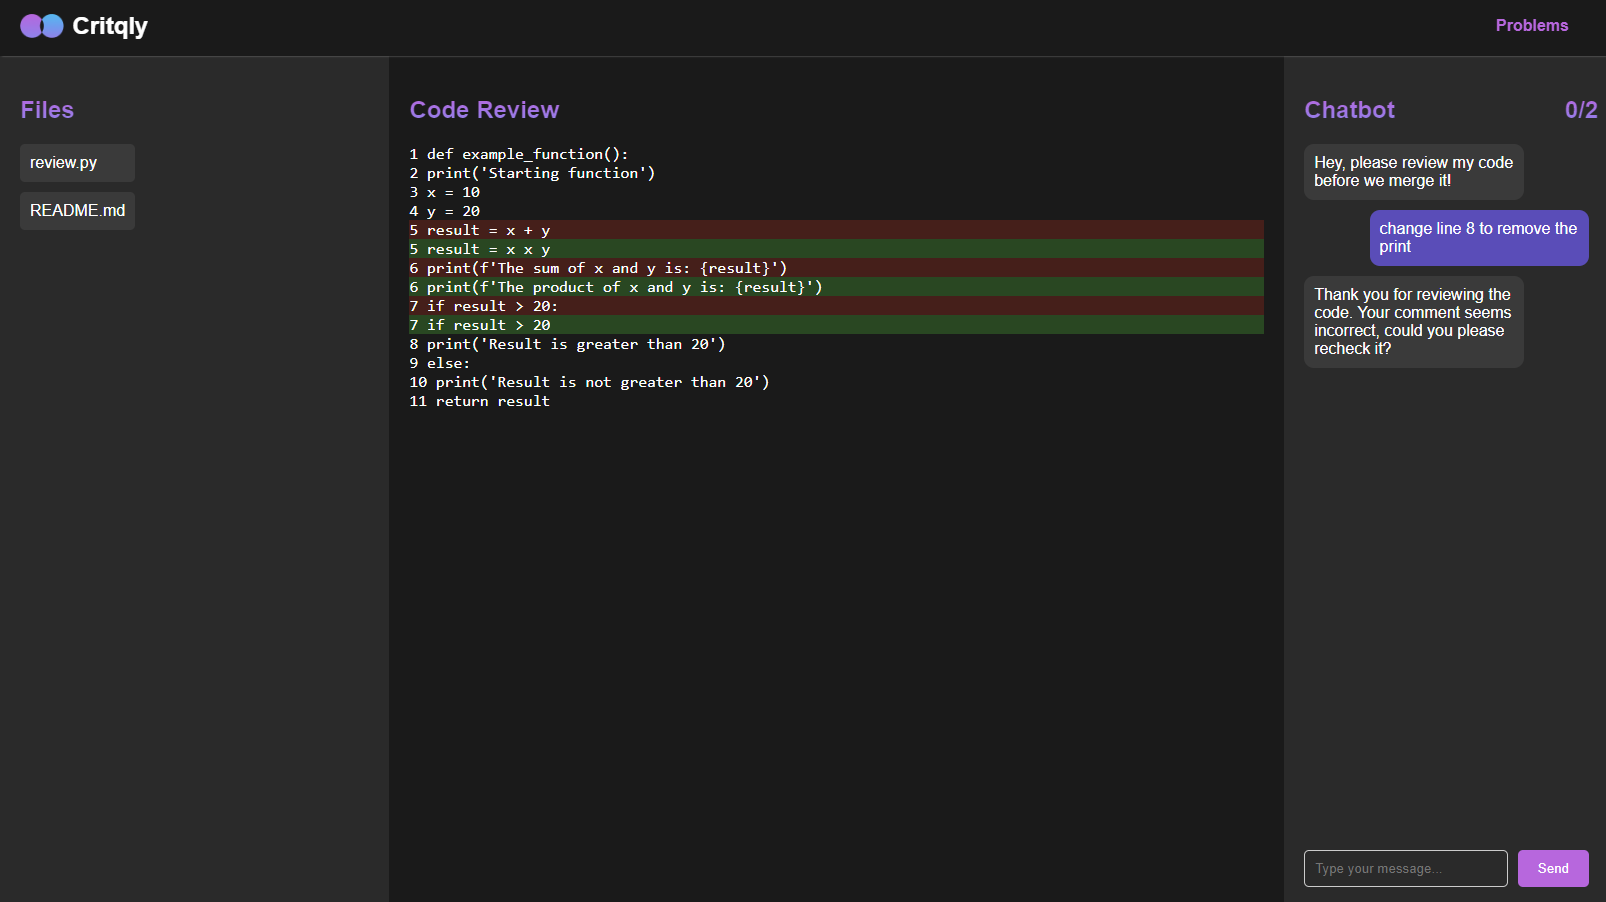 Critqly
Problems
Files
review.py
README.md
Code Review
1 def example_function():
2 print('Starting function')
3 x = 10
4 y = 20
5 result = x + y
5 result = x x y
6 print(f'The sum of x and y is: {result}')
6 print(f'The product of x and y is: {result}')
7 if result > 20:
7 if result > 20
8 print('Result is greater than 20')
9 else:
10 print('Result is not greater than 20')
11 return result
Chatbot
0/2
Hey, please review my code
before we merge it!
change line 8 to remove the
print
Thank you for reviewing the
code. Your comment seems
incorrect, could you please
recheck it?
Type your message...
Send